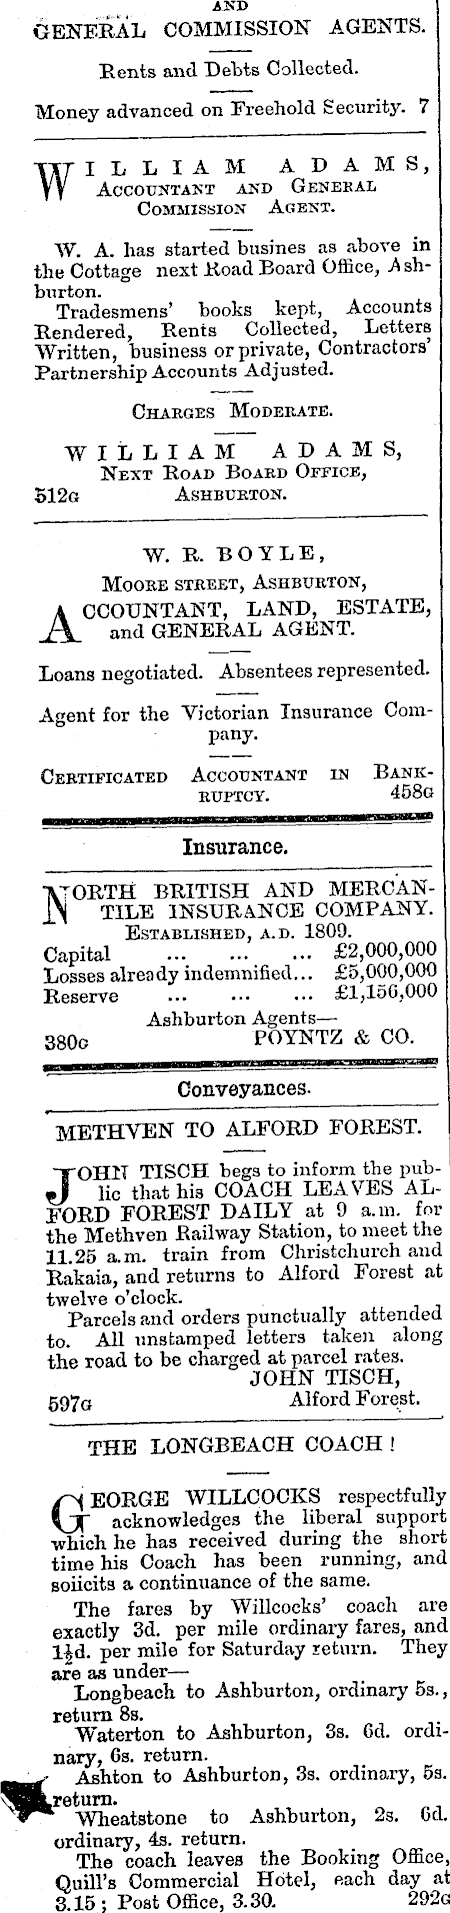 AND
GENERAL COMMISSION AGENTS.
Rents and Debts Collected.
Money advanced on Freehold Security. 7
WILLIAM ADAMS,
ACCOUNTANT AND GENERAL
COMMISSION AGENT.
W. A. has started busines as above in
the Cottage next Road Board Office, Ash-
burton.
Tradesmens' books kept, Accounts
Rendered, Rents Collected, Letters
Written, business or private, Contractors'
Partnership Accounts Adjusted.
CHARGES MODERATE.
WILLIAM ADAMS,
NEXT ROAD BOARD OFFICE,
512G ASHBURTON.
W. R. BOYLE,
MOORE STREET, ASHBURTON,
ACCOUNTANT, LAND, ESTATE,
and GENERAL AGENT.
Loans negotiated. Absentees represented.
Agent for the Victorian Insurance Com-
pany.
CERTIFICATED ACCOUNTANT IN BANK-
RUPTCY. 458G
Insurance.
NORTH BRITISH AND MERCAN-
TILE INSURANCE COMPANY.
ESTABLISHED, A.D. 1809.
Capital ... ... ... £2,000,000
Losses already indemnified... £5,000,000
Reserve ... ... ... £1,156,000
Ashburton Agents—
380G POYNTZ & CO.
Conveyances.
METHVEN TO ALFORD FOREST.
JOHN TISCH begs to inform the pub-
lic that his COACH LEAVES AL-
FORD FOREST DAILY at 9 a.m. for
the Methven Railway Station, to meet the
11.25 a.m. train from Christchurch and
Rakaia, and returns to Alford Forest at
twelve o'clock.
Parcels and orders punctually attended
to. All unstamped letters taken along
the road to be charged at parcel rates.
JOHN TISCH,
597G Alford Forest.
THE LONGBEACH COACH!
GEORGE WILLCOCKS respectfully
acknowledges the liberal support
which he has received during the short
time his Coach has been running, and
soiicits a continuance of the same.
The fares by Willcocks' coach are
exactly 3d. per mile ordinary fares, and
1½d. per mile for Saturday return. They
are as under—
Longbeach to Ashburton, ordinary 5s.,
return 8s.
Waterton to Ashburton, 3s. 6d. ordi-
nary, 6s. return.
Ashton to Ashburton, 3s. ordinary, 5s.
return.
Wheatstone to Ashburton, 2s. 6d.
ordinary, 4s. return.
The coach leaves the Booking Office,
Quill's Commercial Hotel, each day at
3.15; Post Office, 3.30. 292G